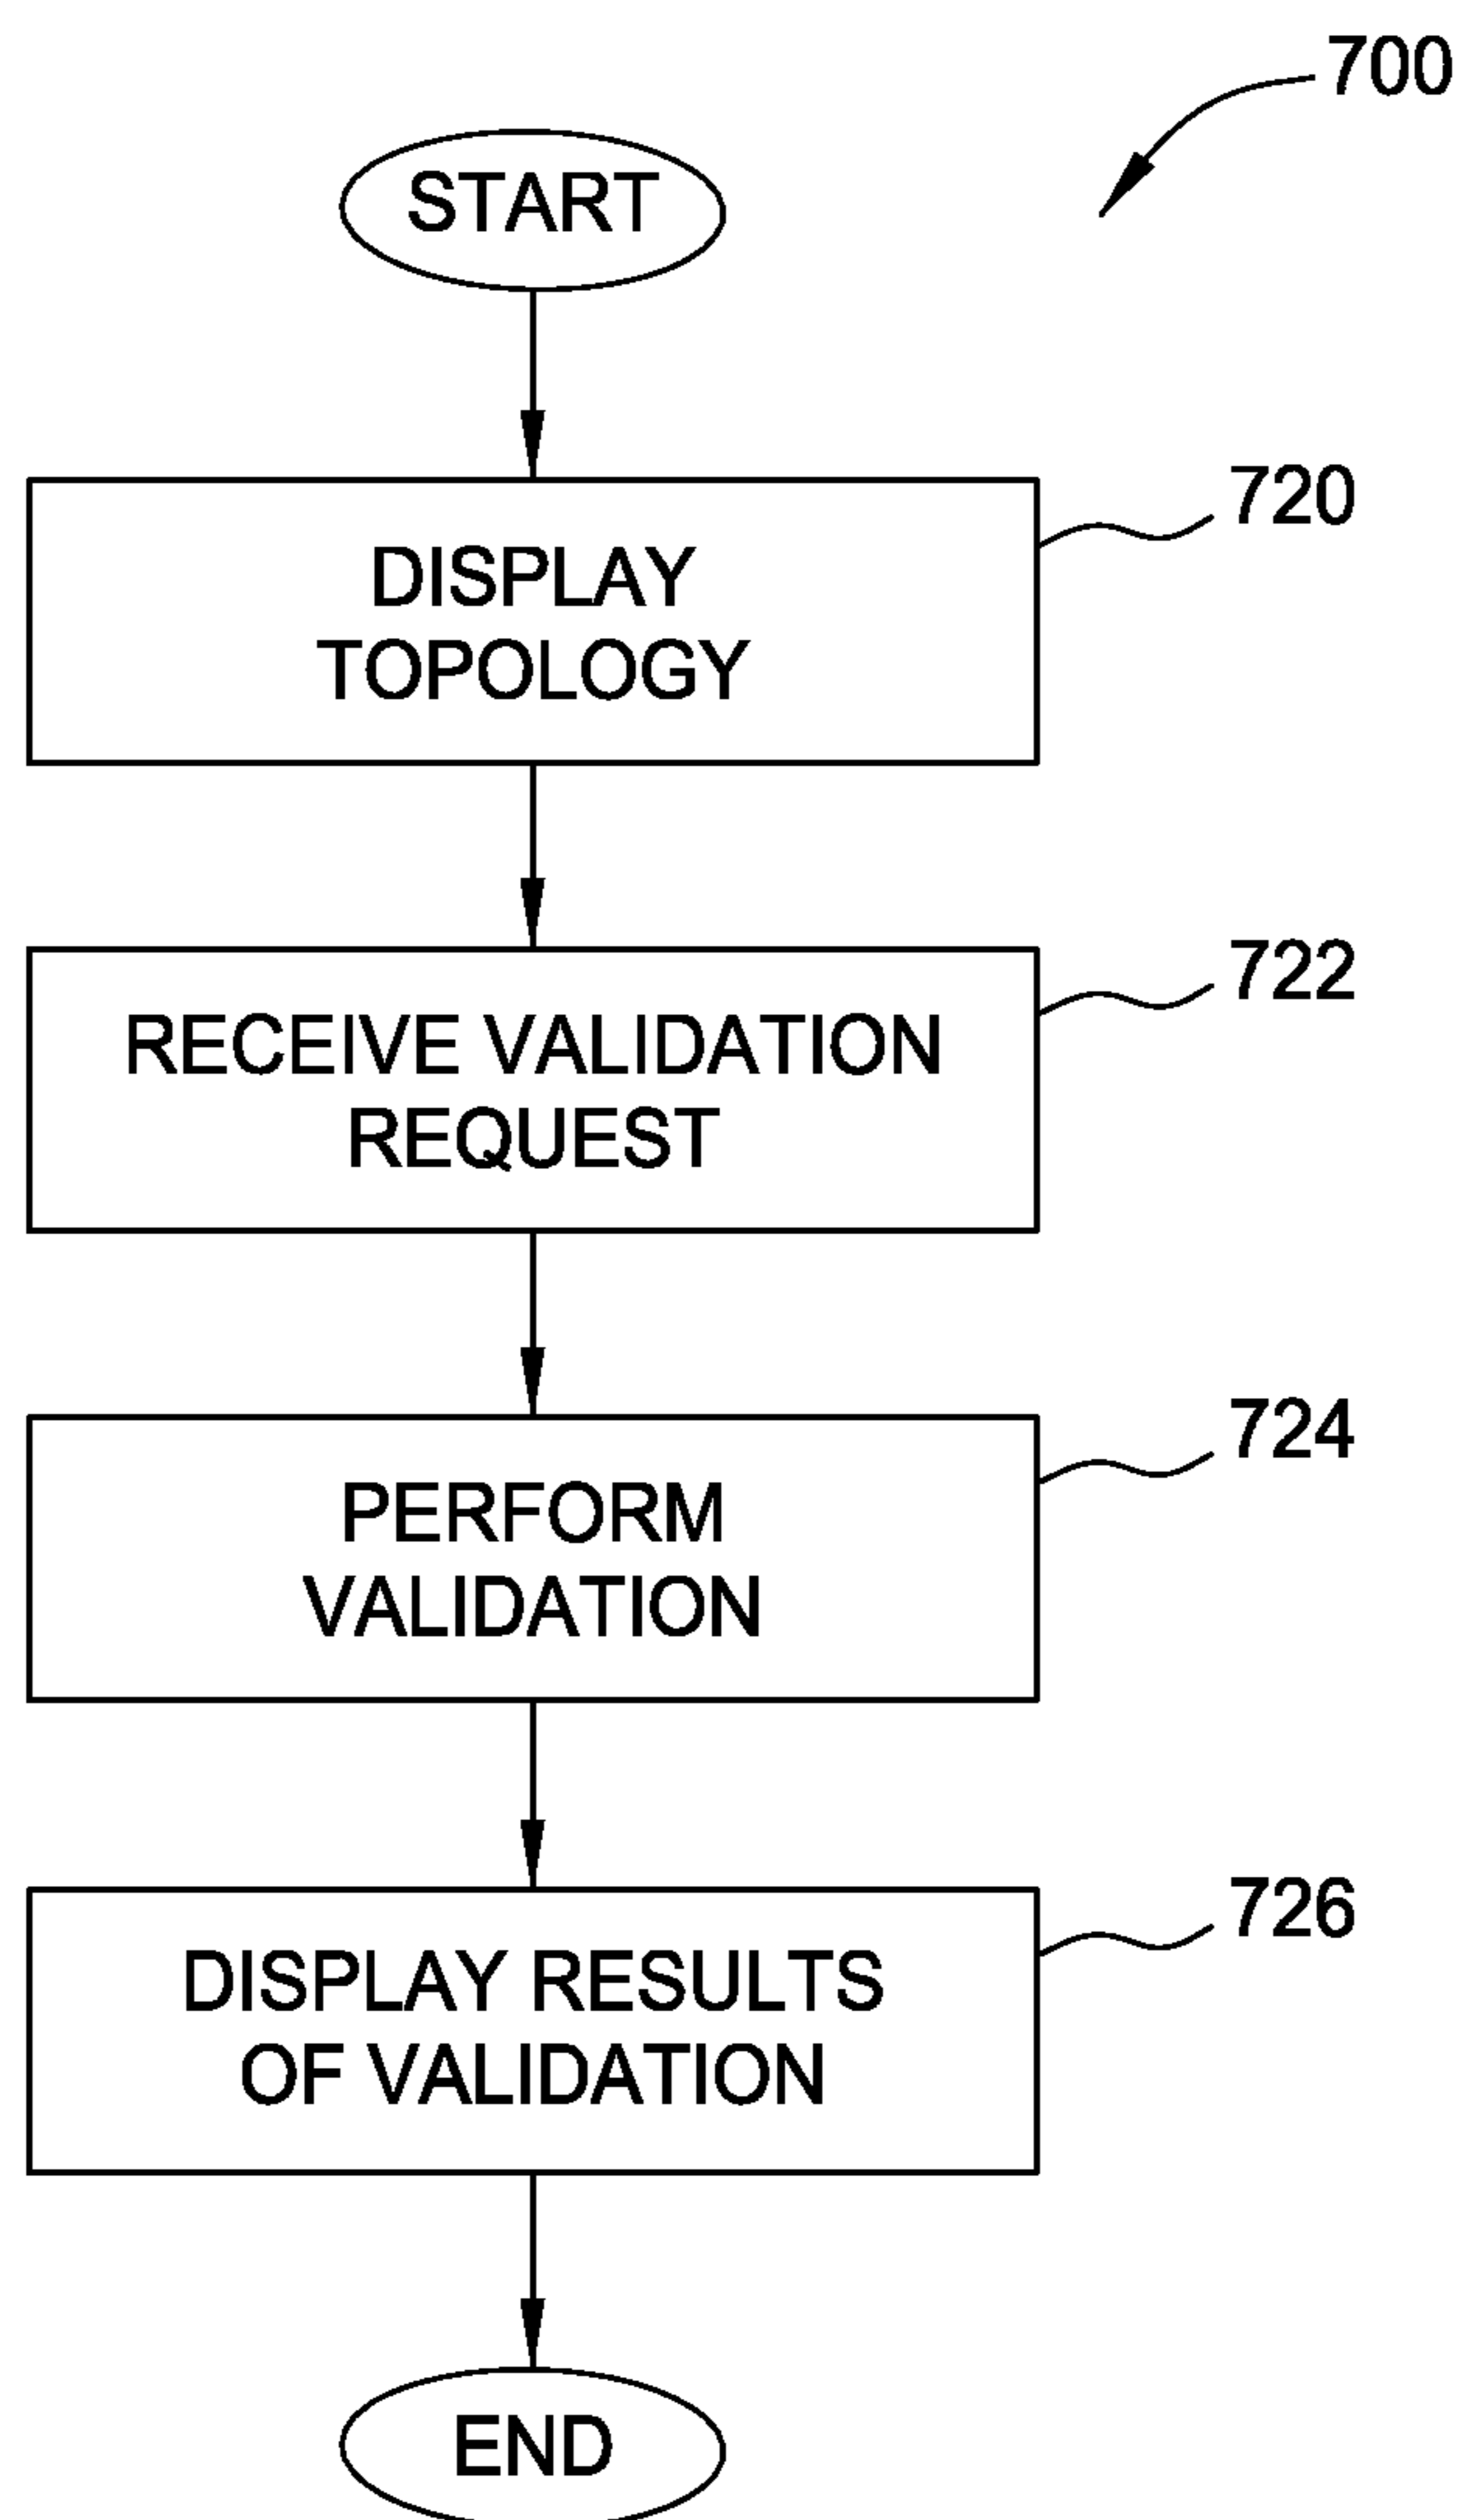 700
START
720
DISPLAY
TOPOLOGY
722
RECEIVE VALIDATION
REQUEST
724
PERFORM
VALIDATION
726
DISPLAY RESULTS
OF VALIDATION
END